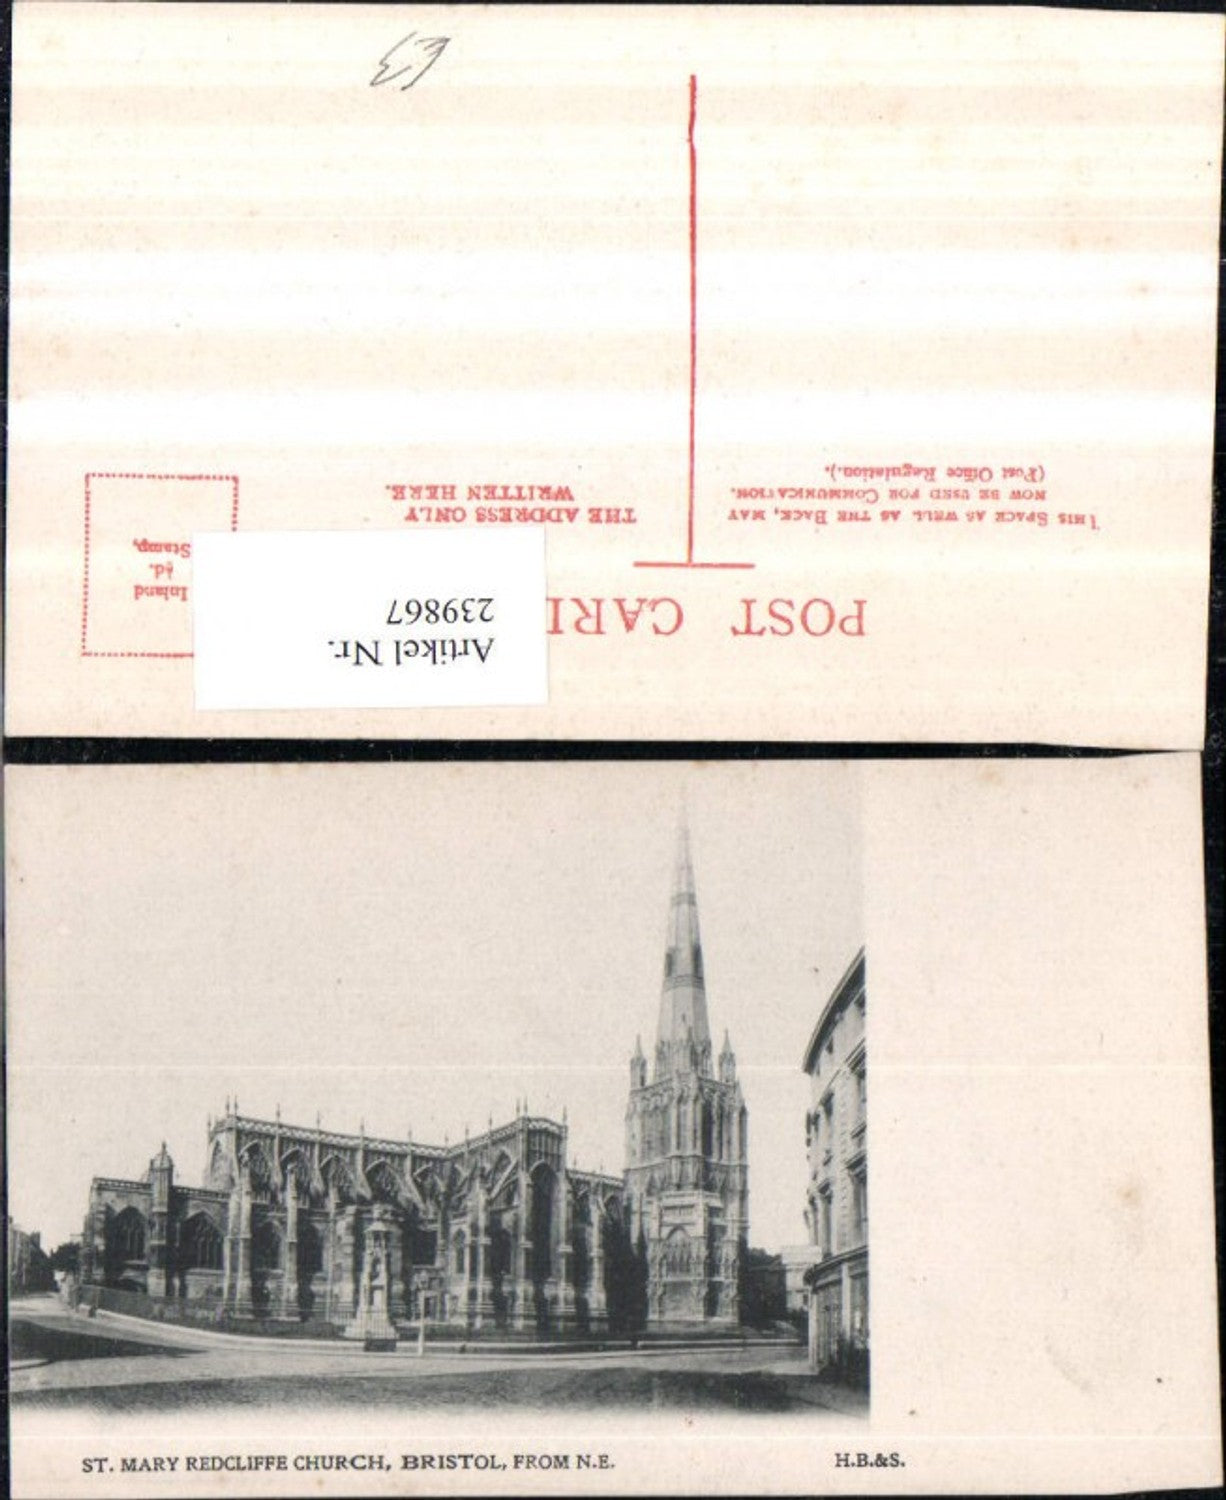 POST CAR
THIS SPACE AS WELL AS THE BACK, MAY
NOW BE USED FOR COMMUNICATION.
(Post Office Regulation.).
THE ADDRESS ONLY
WRITTEN HERE.
Inland
½d.
Stamp,
Artikel Nr.
239867
£3
ST. MARY REDCLIFFE CHURCH, BRISTOL, FROM N.E.
H.B.&S.